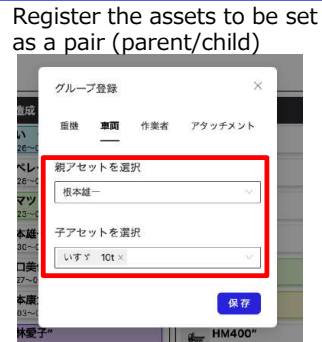 Register the assets to be set
as a pair (parent/child)
グループ登録
重機 車両 作業者 アタッチメント
親アセットを選択
根本雄一
子アセットを選択
いすゞ 10t ×
保存
HM400"